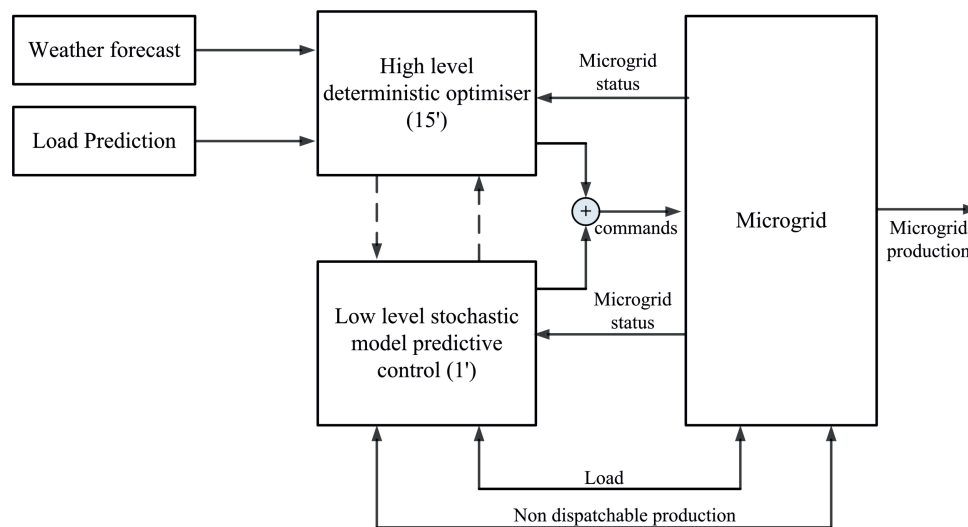 Weather forecast
Load Prediction
High level
deterministic optimiser
(15')
Microgrid
status
+
commands
Microgrid
Microgrid
production
Low level stochastic
model predictive
control (1')
Microgrid
status
Load
Non dispatchable production